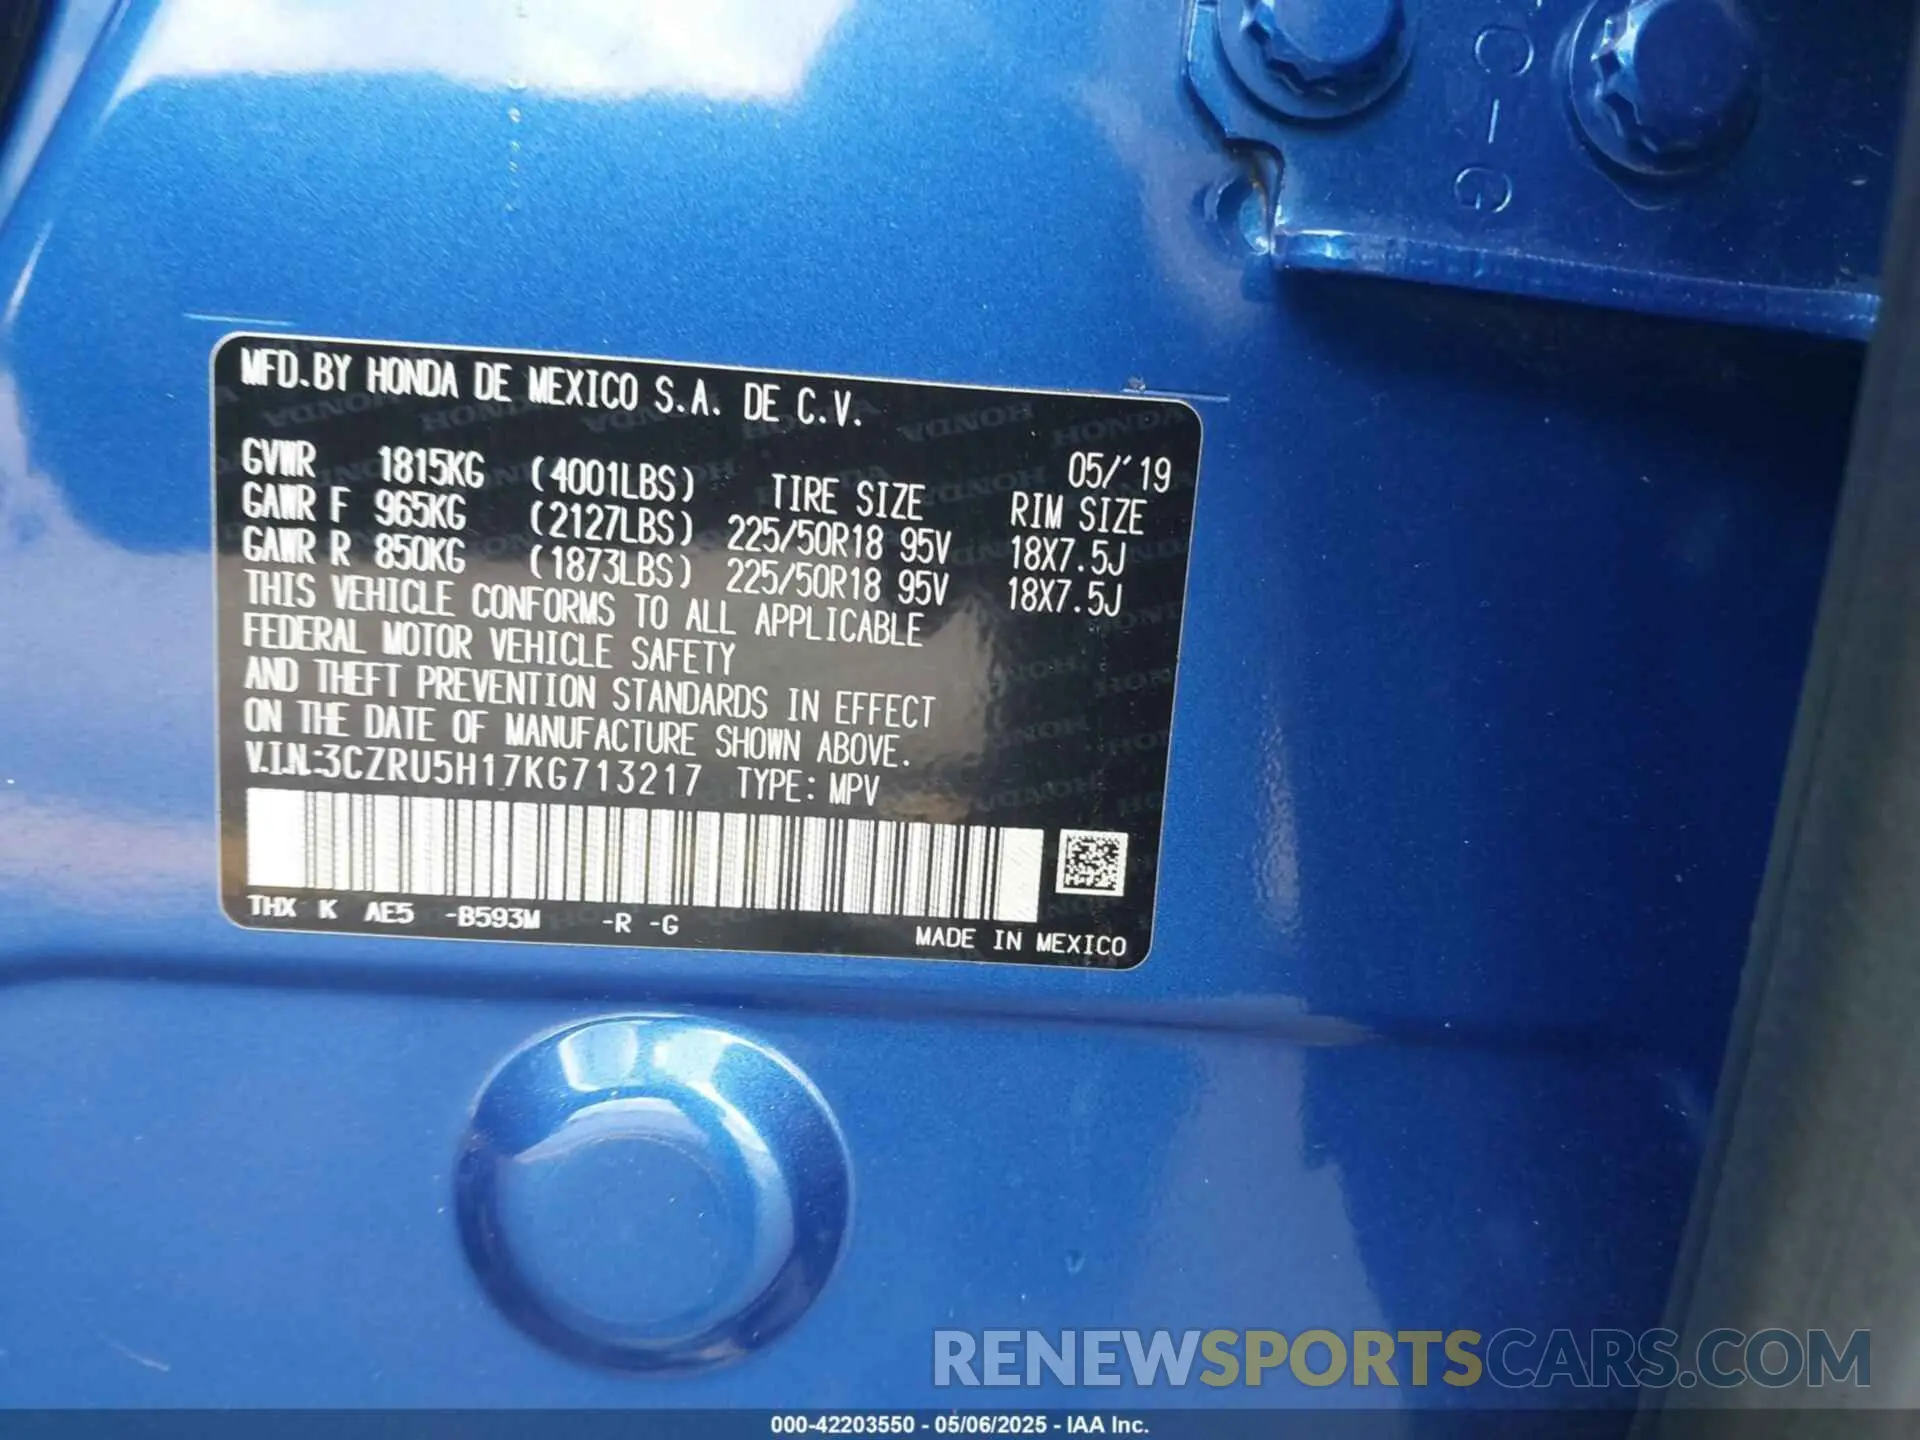 C-G
MFD.BY HONDA DE MEXICO S.A. DE C.V.
05/'19
GVWR 1815KG (4001LBS) TIRE SIZE RIM SIZE
GAWR F 965KG (2127LBS) 225/50R18 95V 18X7.5J
GAWR R 850KG (1873LBS) 225/50R18 95V 18X7.5J
THIS VEHICLE CONFORMS TO ALL APPLICABLE
FEDERAL MOTOR VEHICLE SAFETY
AND THEFT PREVENTION STANDARDS IN EFFECT
ON THE DATE OF MANUFACTURE SHOWN ABOVE.
V.I.N.:3CZRU5H17KG713217 TYPE: MPV
THX K AE5 -B593M -R -G
MADE IN MEXICO
RENEWSPORTSCARS.COM
000-42203550 - 05/06/2025 - IAA Inc.